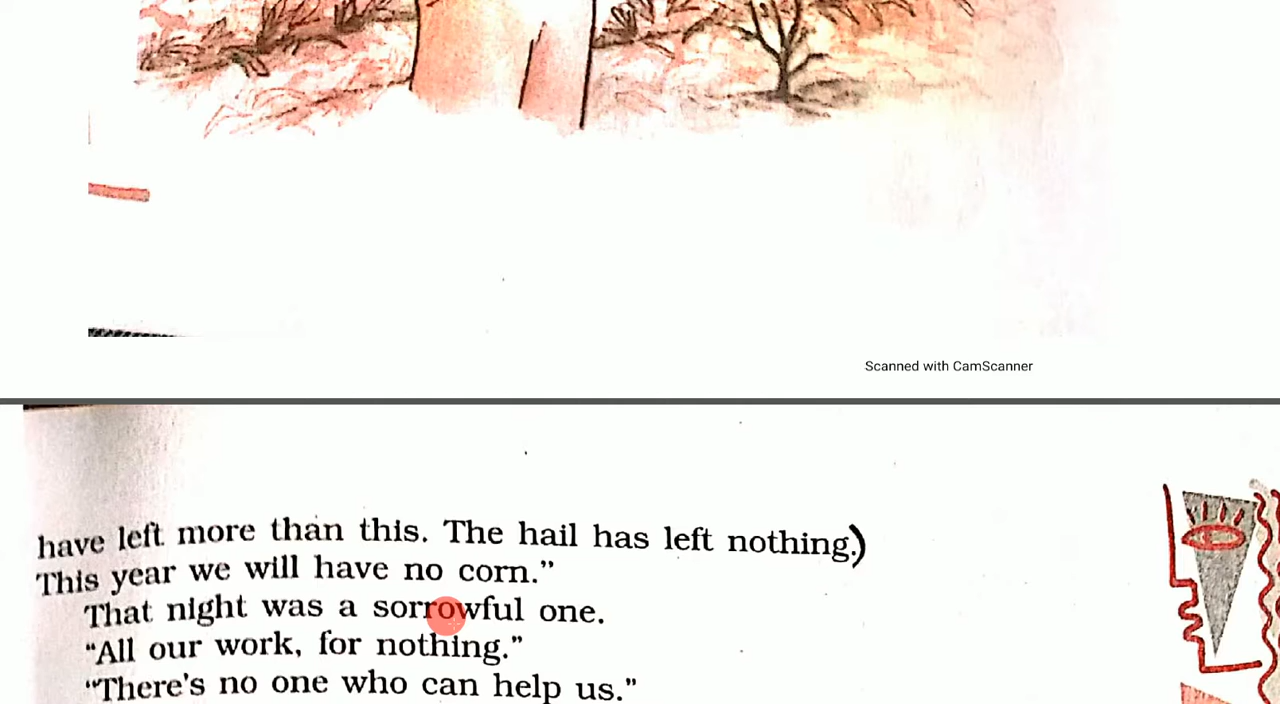 Scanned with CamScanner
have left more than this. The hail has left nothing.)
This year we will have no corn.”
That night was a sorrowful one.
“All our work, for nothing.”
“There's no one who can help us.”